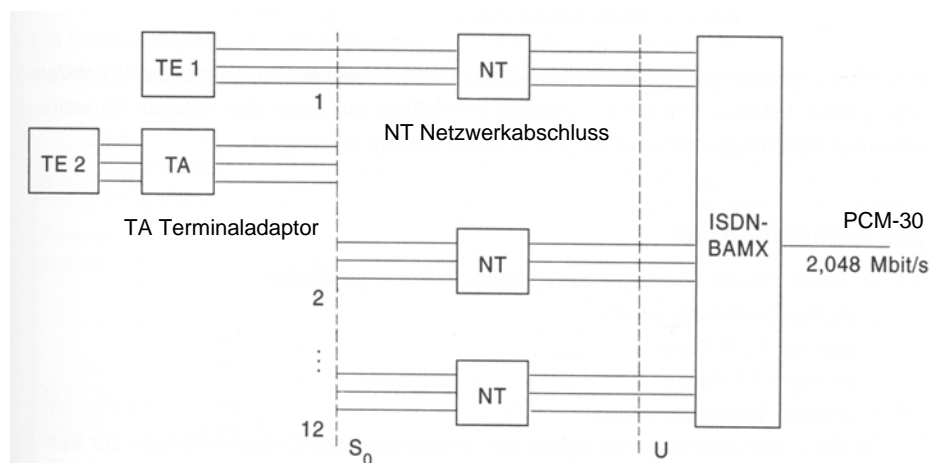 TE 1
NT
1
NT Netzwerkabschluss
TE 2
TA
TA Terminaladaptor
ISDN-
BAMX
PCM-30
2,048 Mbit/s
NT
2
⋮
NT
12
S₀
U